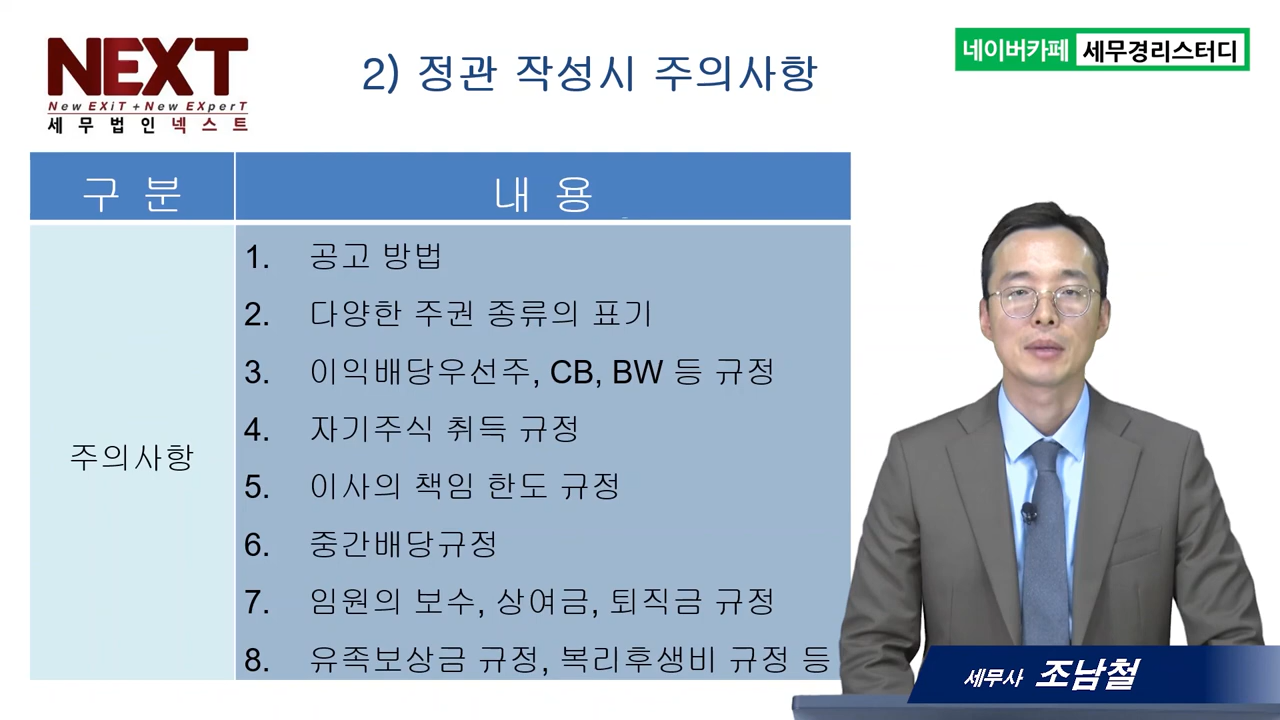 NEXT
New EXiT + New EXperT
세무법인넥스트
2) 정관 작성시 주의사항
네이버카페 세무경리스터디
구 분
내 용
주의사항
1. 공고 방법
2. 다양한 주권 종류의 표기
3. 이익배당우선주, CB, BW 등 규정
4. 자기주식 취득 규정
5. 이사의 책임 한도 규정
6. 중간배당규정
7. 임원의 보수, 상여금, 퇴직금 규정
8. 유족보상금 규정, 복리후생비 규정 등
세무사 조남철